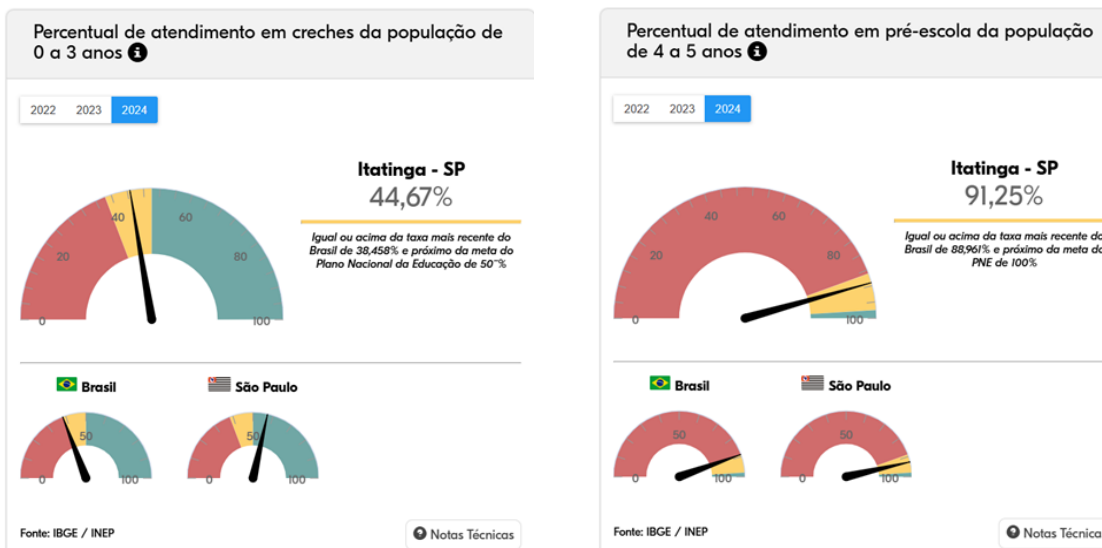 Percentual de atendimento em creches da população de
0 a 3 anos
2022 2023 2024
Itatinga - SP
44,67%
Igual ou acima da taxa mais recente do
Brasil de 38,458% e próximo da meta do
Plano Nacional da Educação de 50~%
0 20 40 60 80 100
Brasil
0 50 100
São Paulo
0 50 100
Fonte: IBGE / INEP
Notas Técnicas
Percentual de atendimento em pré-escola da população
de 4 a 5 anos
2022 2023 2024
Itatinga - SP
91,25%
Igual ou acima da taxa mais recente do
Brasil de 88,961% e próximo da meta do
PNE de 100%
0 20 40 60 80 100
Brasil
0 50 100
São Paulo
0 50 100
Fonte: IBGE / INEP
Notas Técnicas